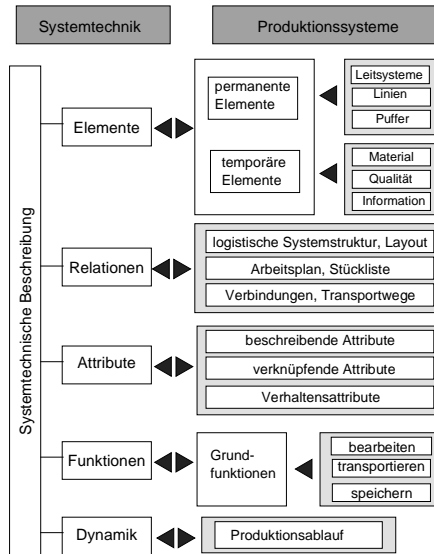 Systemtechnik
Produktionssysteme
Systemtechnische Beschreibung
Elemente
permanente
Elemente
Leitsysteme
Linien
Puffer
temporäre
Elemente
Material
Qualität
Information
Relationen
logistische Systemstruktur, Layout
Arbeitsplan, Stückliste
Verbindungen, Transportwege
Attribute
beschreibende Attribute
verknüpfende Attribute
Verhaltensattribute
Funktionen
Grund-
funktionen
bearbeiten
transportieren
speichern
Dynamik
Produktionsablauf